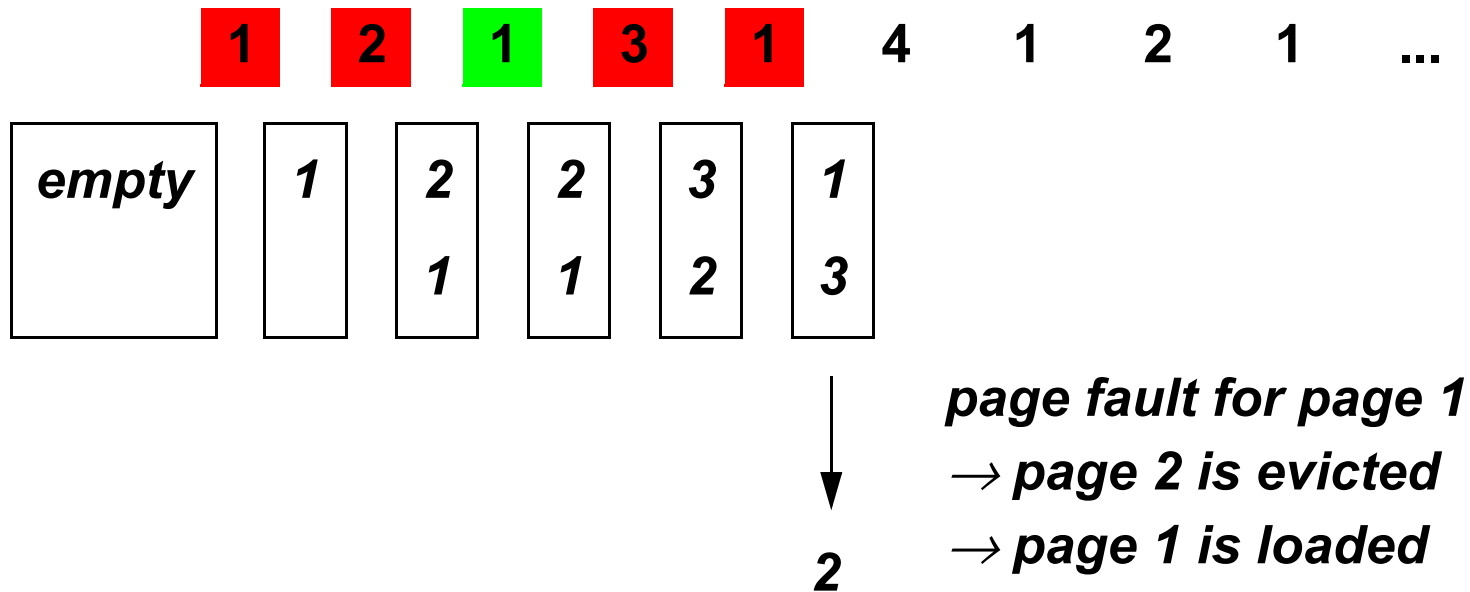 1 2 1 3 1 4 1 2 1 ...
empty 1 2 2 3 1
1 1 2 3
page fault for page 1
→ page 2 is evicted
→ page 1 is loaded
2